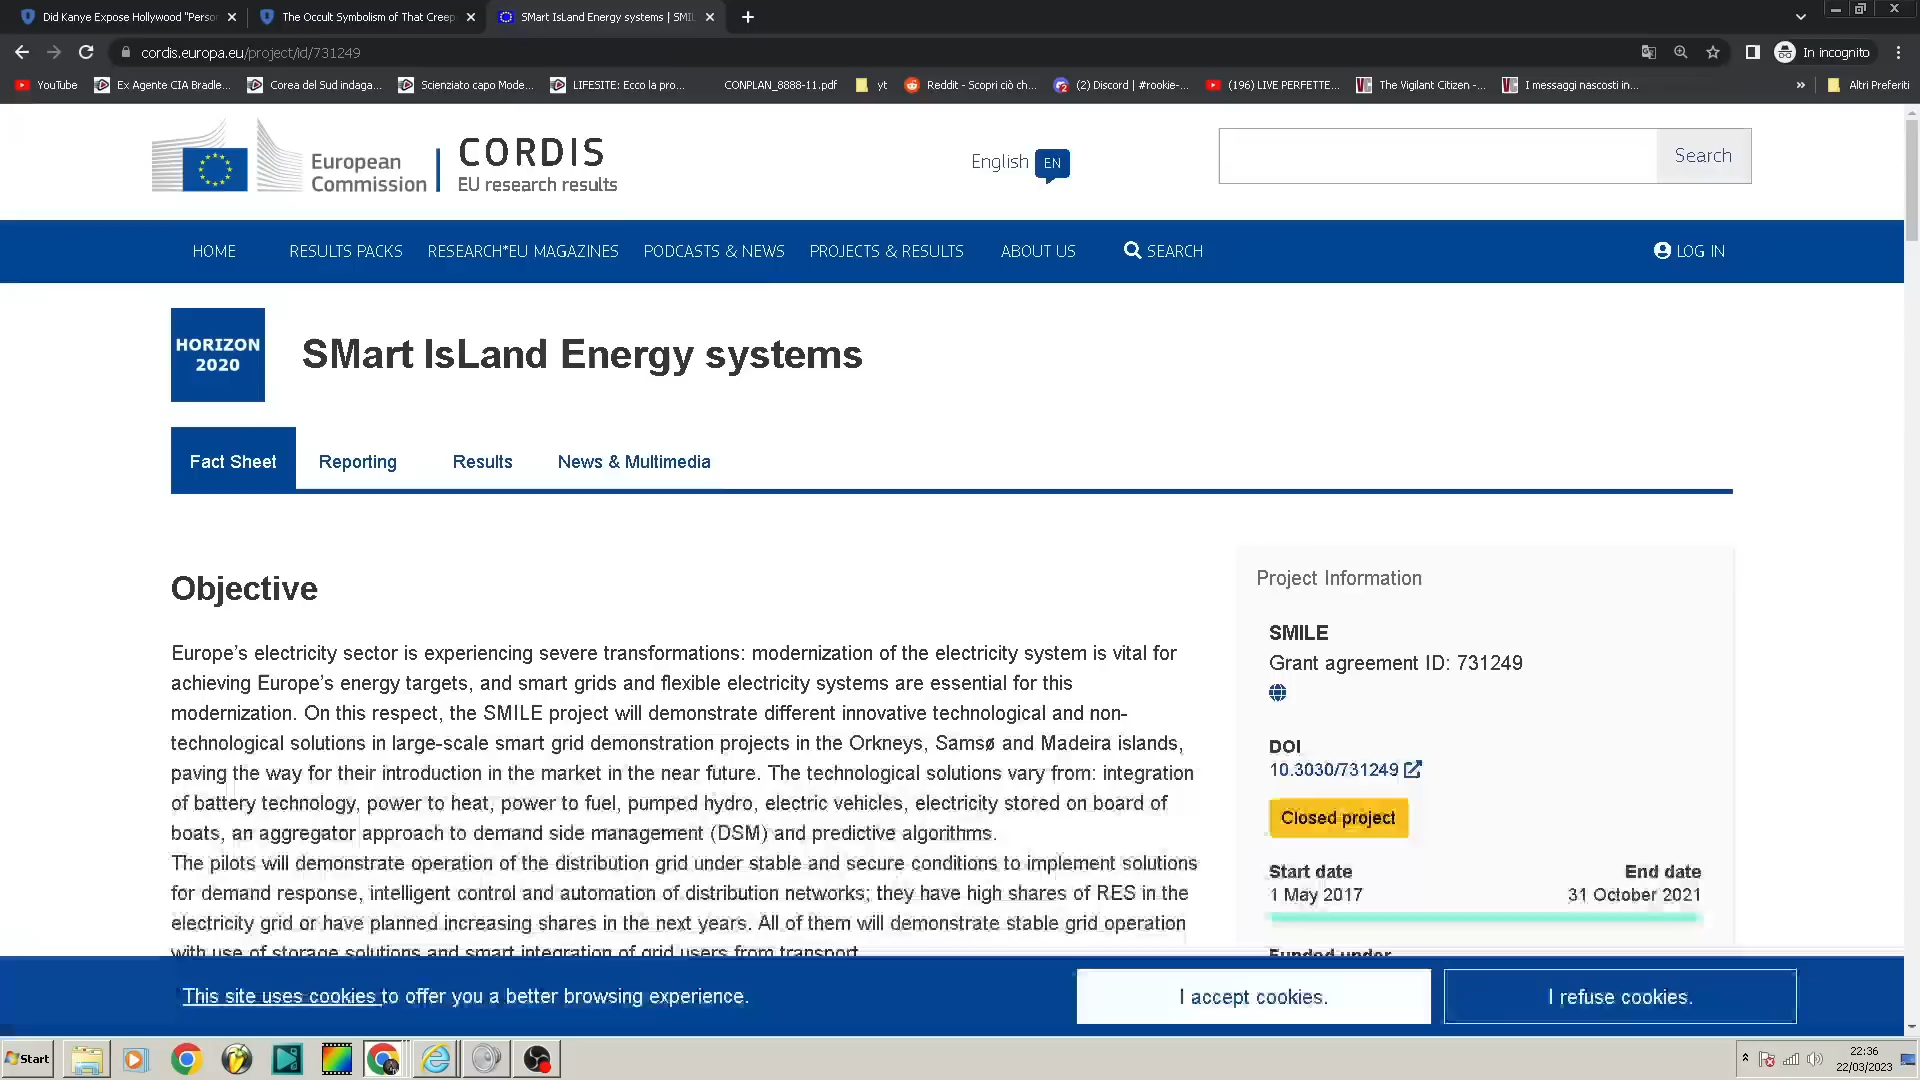 Did Kanye Expose Hollywood "Perso
The Occult Symbolism of That Creep
SMart IsLand Energy systems | SMIL
cordis.europa.eu/project/id/731249
In incognito
YouTube
Ex Agente CIA Bradle...
Corea del Sud indaga...
Scienziato capo Mode...
LIFESITE: Ecco la pro...
CONPLAN_8888-11.pdf
yt
Reddit - Scopri ciò ch...
(2) Discord | #rookie-...
(196) LIVE PERFETTE...
The Vigilant Citizen -...
I messaggi nascosti in...
»
Altri Preferiti
European
Commission
CORDIS
EU research results
English EN
Search
HOME
RESULTS PACKS
RESEARCH*EU MAGAZINES
PODCASTS & NEWS
PROJECTS & RESULTS
ABOUT US
SEARCH
LOG IN
HORIZON
2020
SMart IsLand Energy systems
Fact Sheet
Reporting
Results
News & Multimedia
Objective
Europe’s electricity sector is experiencing severe transformations: modernization of the electricity system is vital for
achieving Europe’s energy targets, and smart grids and flexible electricity systems are essential for this
modernization. On this respect, the SMILE project will demonstrate different innovative technological and non-
technological solutions in large-scale smart grid demonstration projects in the Orkneys, Samsø and Madeira islands,
paving the way for their introduction in the market in the near future. The technological solutions vary from: integration
of battery technology, power to heat, power to fuel, pumped hydro, electric vehicles, electricity stored on board of
boats, an aggregator approach to demand side management (DSM) and predictive algorithms.
The pilots will demonstrate operation of the distribution grid under stable and secure conditions to implement solutions
for demand response, intelligent control and automation of distribution networks; they have high shares of RES in the
electricity grid or have planned increasing shares in the next years. All of them will demonstrate stable grid operation
with use of storage solutions and smart integration of grid users from transport
Project Information
SMILE
Grant agreement ID: 731249
DOI
10.3030/731249
Closed project
Start date
1 May 2017
End date
31 October 2021
Funded under
This site uses cookies to offer you a better browsing experience.
I accept cookies.
I refuse cookies.
Start
22:36
22/03/2023